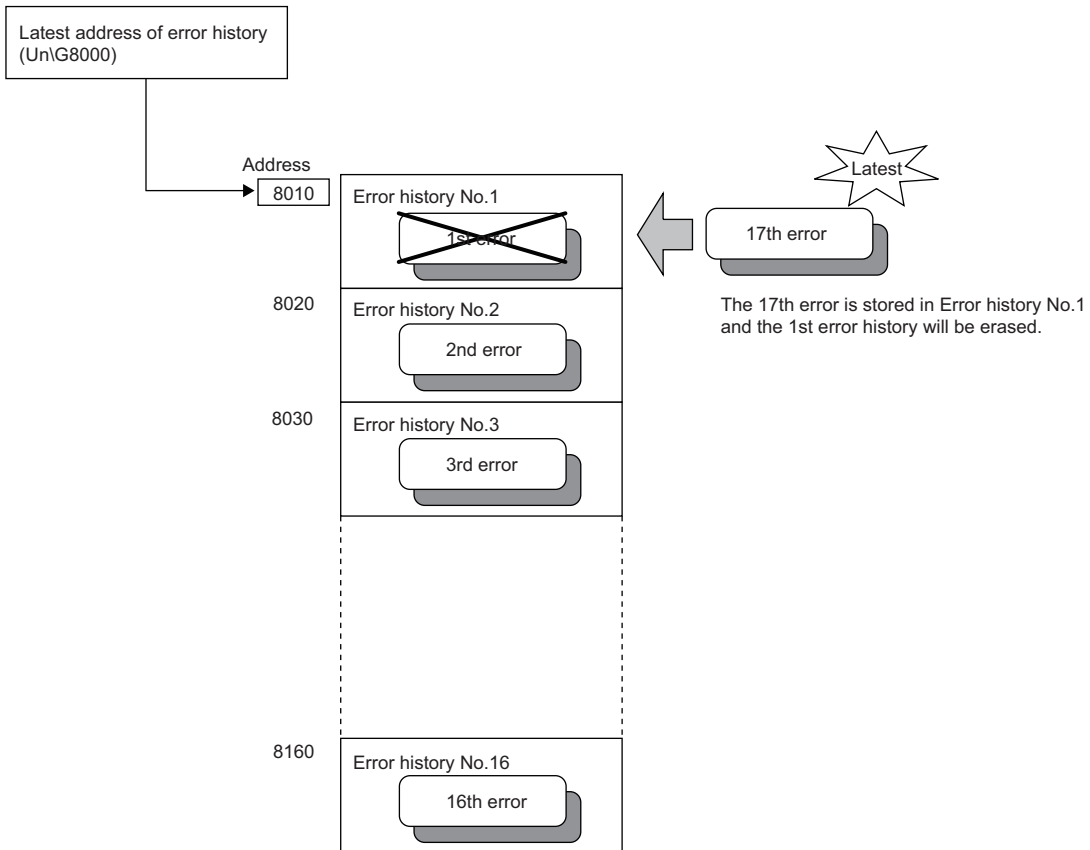 Latest address of error history
(Un\G8000)
Address
8010
Error history No.1
1st error
Latest
17th error
The 17th error is stored in Error history No.1
and the 1st error history will be erased.
8020
Error history No.2
2nd error
8030
Error history No.3
3rd error
8160
Error history No.16
16th error